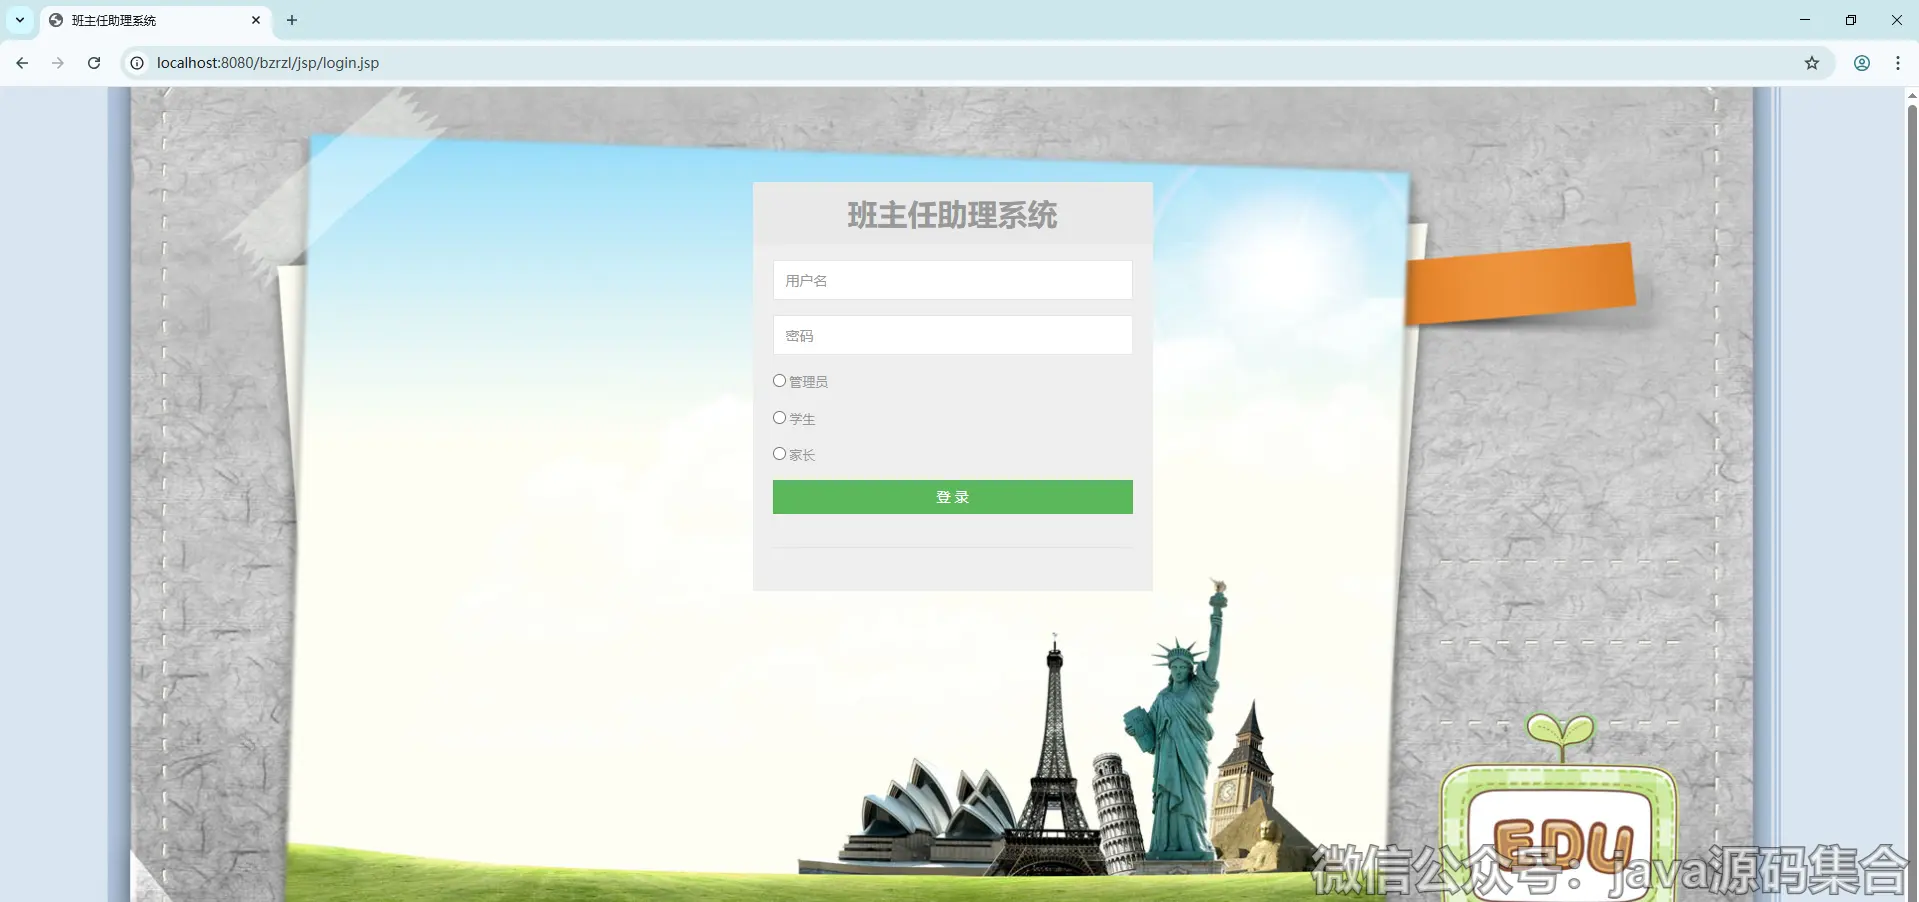 班主任助理系统
localhost:8080/bzrzl/jsp/login.jsp
班主任助理系统
用户名
密码
管理员
学生
家长
登 录
EDU
微信公众号：java源码集合